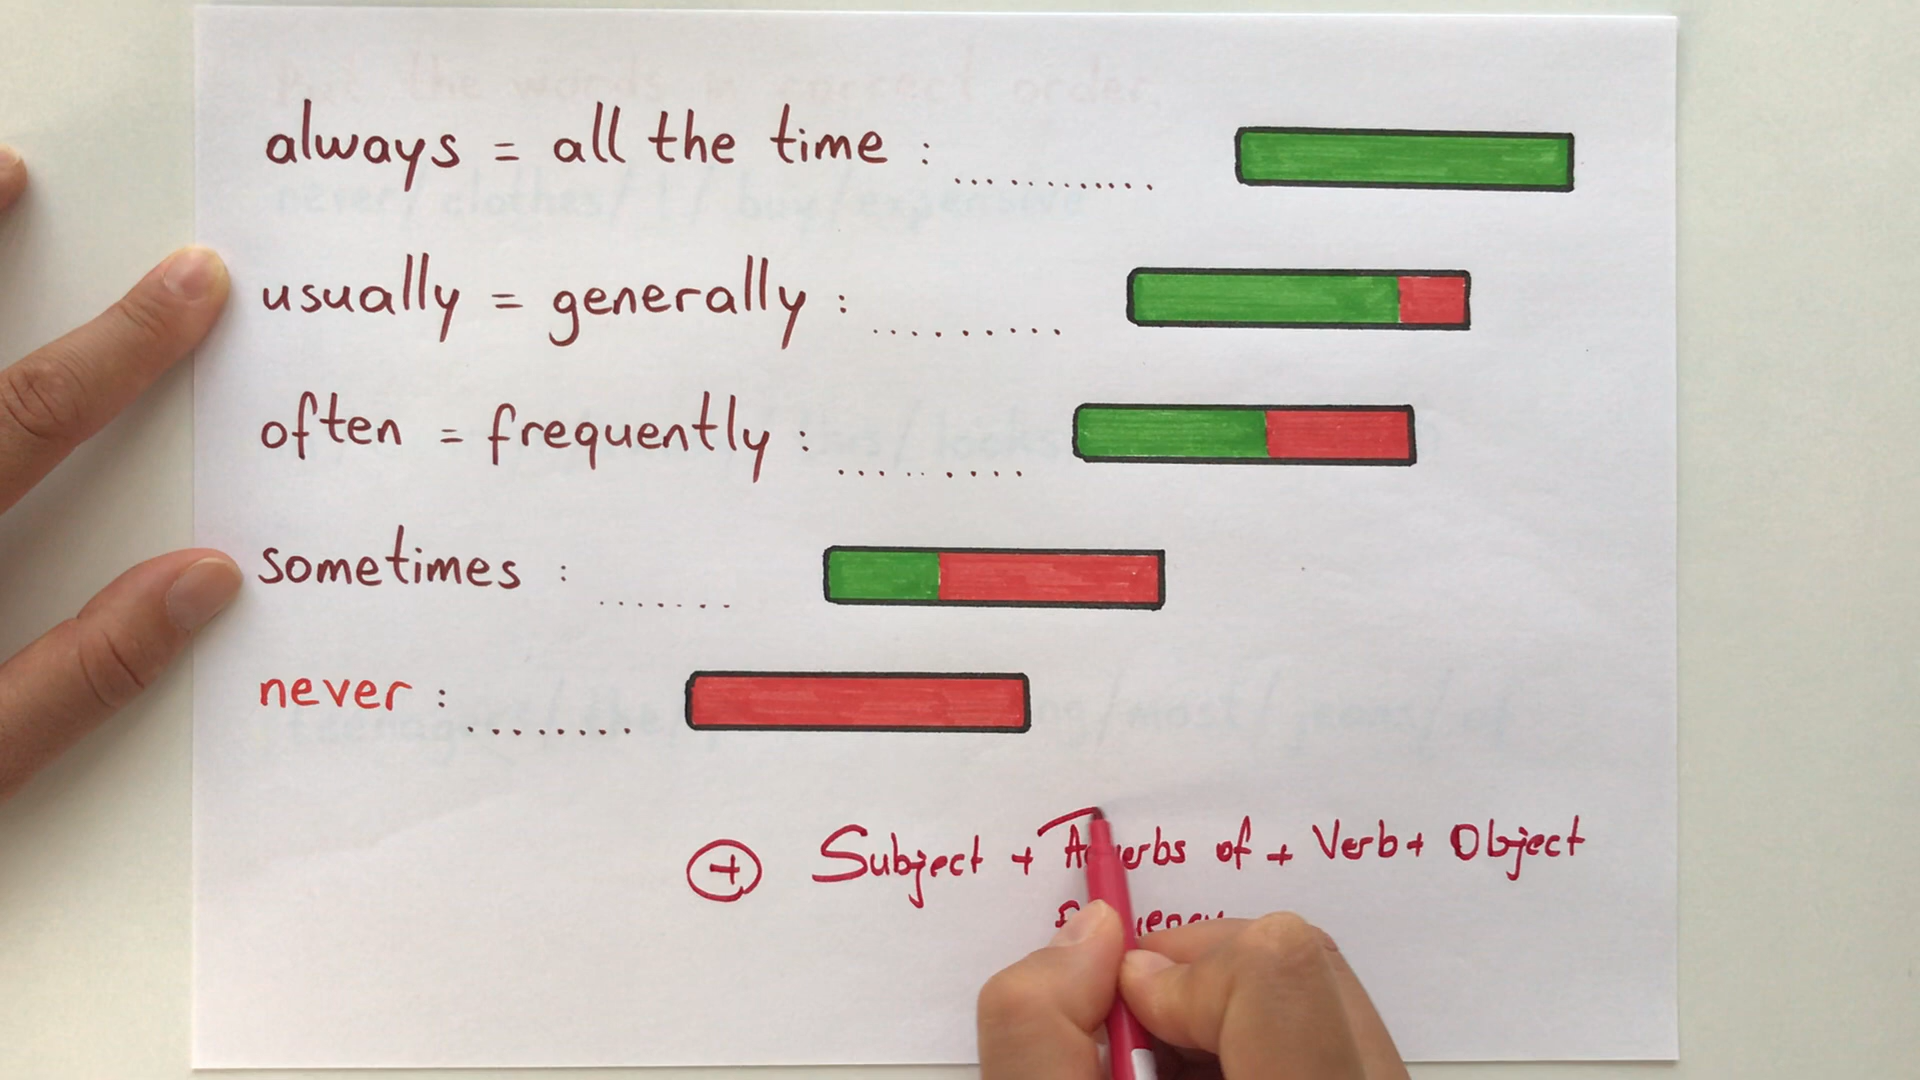 always = all the time : ............
usually = generally : .........
often = frequently : .........
sometimes : .......
never : ........
+ Subject + Adverbs of + Verb + Object